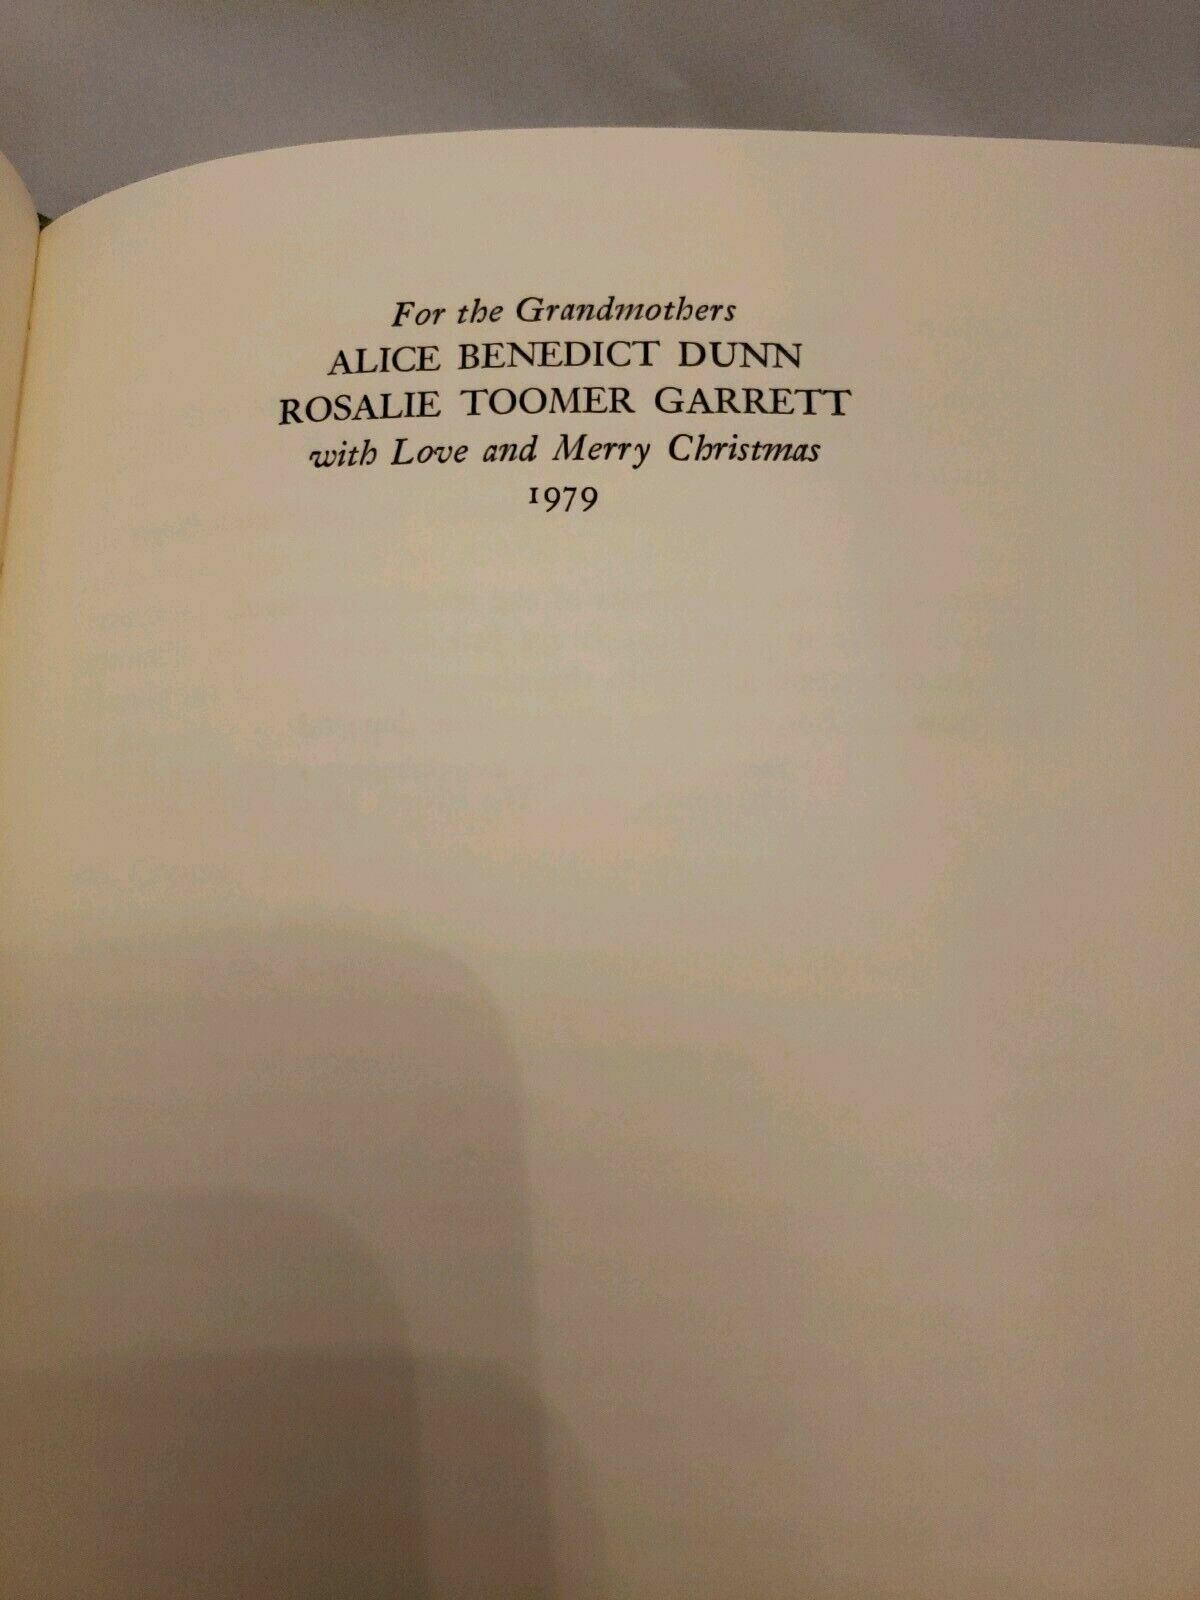 For the Grandmothers
ALICE BENEDICT DUNN
ROSALIE TOOMER GARRETT
with Love and Merry Christmas
1979